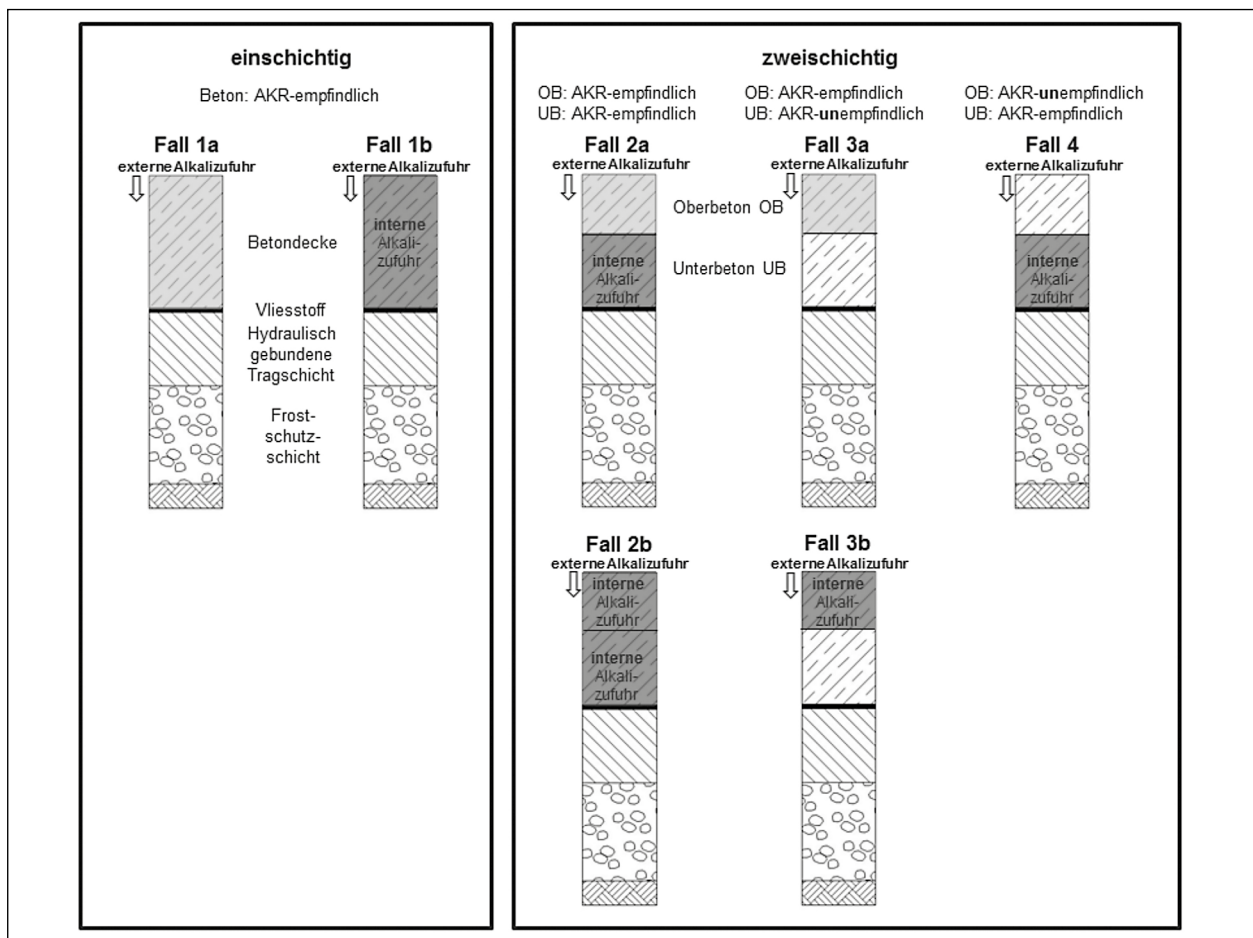 einschichtig
Beton: AKR-empfindlich
Fall 1a
externe Alkalizufuhr
Fall 1b
externe Alkalizufuhr
interne
Alkali-
zufuhr
Betondecke
Vliesstoff
Hydraulisch
gebundene
Tragschicht
Frost-
schutz-
schicht
zweischichtig
OB: AKR-empfindlich
UB: AKR-empfindlich
OB: AKR-empfindlich
UB: AKR-unempfindlich
OB: AKR-unempfindlich
UB: AKR-empfindlich
Fall 2a
externe Alkalizufuhr
Fall 3a
externe Alkalizufuhr
Fall 4
externe Alkalizufuhr
Oberbeton OB
Unterbeton UB
interne
Alkali-
zufuhr
interne
Alkali-
zufuhr
Fall 2b
externe Alkalizufuhr
interne
Alkali-
zufuhr
interne
Alkali-
zufuhr
Fall 3b
externe Alkalizufuhr
interne
Alkali-
zufuhr